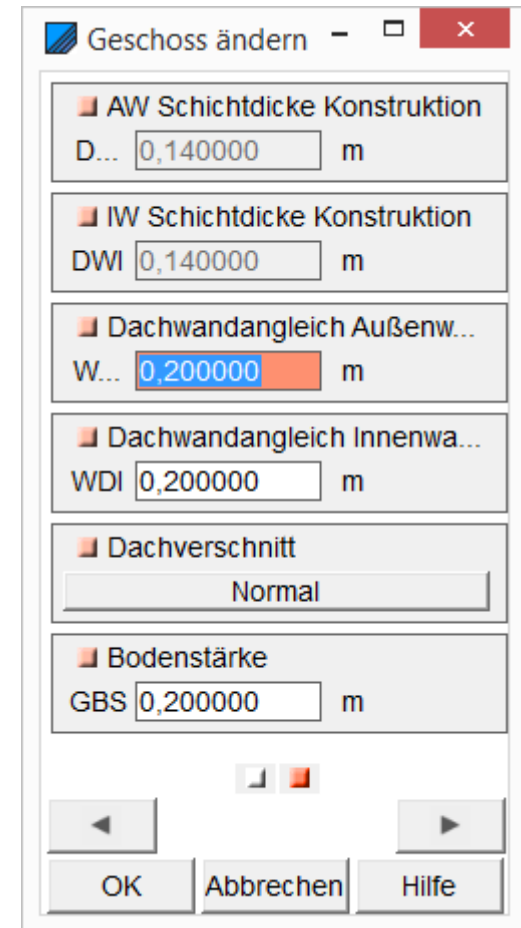 Geschoss ändern
AW Schichtdicke Konstruktion
D... 0,140000 m
IW Schichtdicke Konstruktion
DWI 0,140000 m
Dachwandangleich Außenw...
W... 0,200000 m
Dachwandangleich Innenwa...
WDI 0,200000 m
Dachverschnitt
Normal
Bodenstärke
GBS 0,200000 m
OK Abbrechen Hilfe